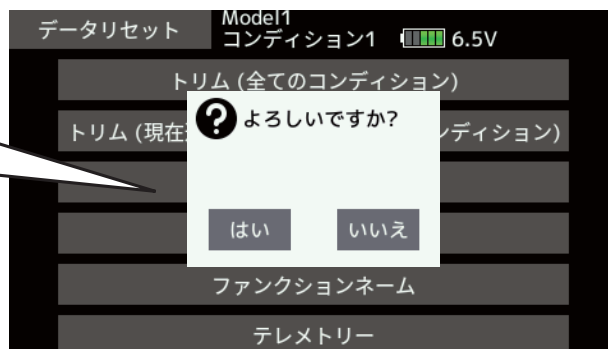 データリセット
Model1
コンディション1 6.5V
トリム (全てのコンディション)
トリム (現在
ンディション)
?よろしいですか?
はい いいえ
ファンクションネーム
テレメトリー